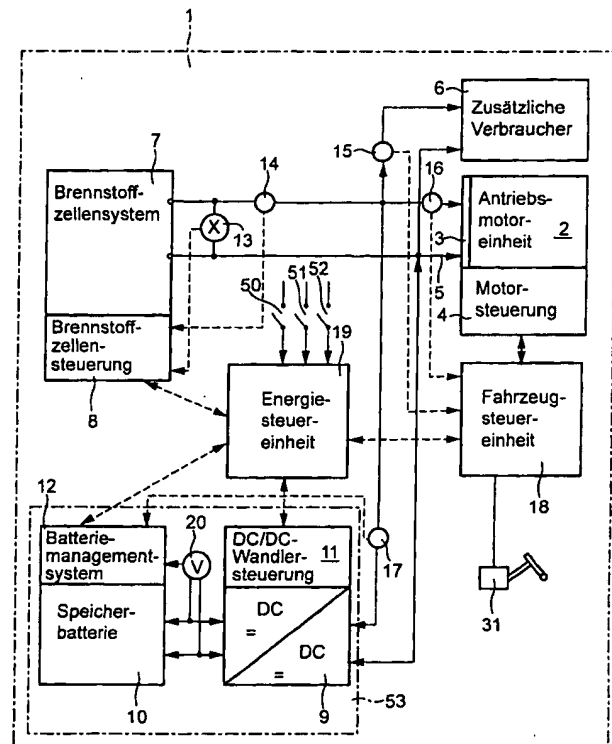 1
6
Zusätzliche
Verbraucher
7
Brennstoff-
zellensystem
14
15
16
X
13
3
Antriebs-
motor-
einheit
2
5
4
Motor-
steuerung
50
51
52
19
Brennstoff-
zellen-
steuerung
8
Energie-
steuer-
einheit
Fahrzeug-
steuer-
einheit
18
12
Batterie-
management-
system
20
V
DC/DC-
Wandler-
steuerung
11
17
31
Speicher-
batterie
10
DC
=
DC
=
9
53